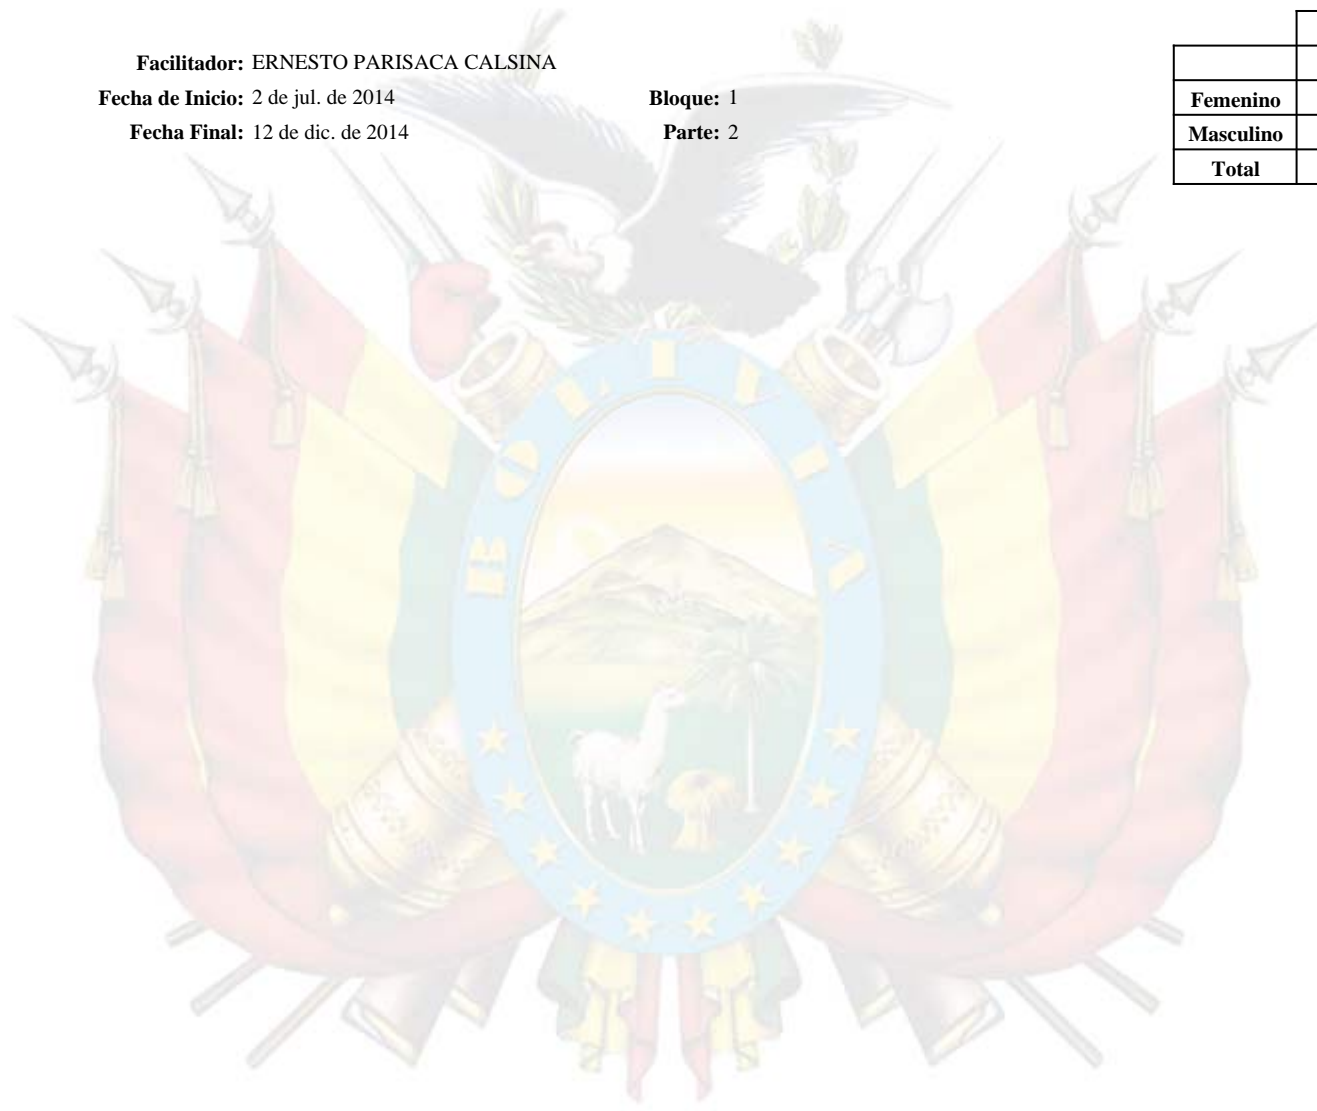 Facilitador: ERNESTO PARISACA CALSINA
Fecha de Inicio: 2 de jul. de 2014 Bloque: 1
Fecha Final: 12 de dic. de 2014 Parte: 2
Femenino
Masculino
Total
BOLIVIA